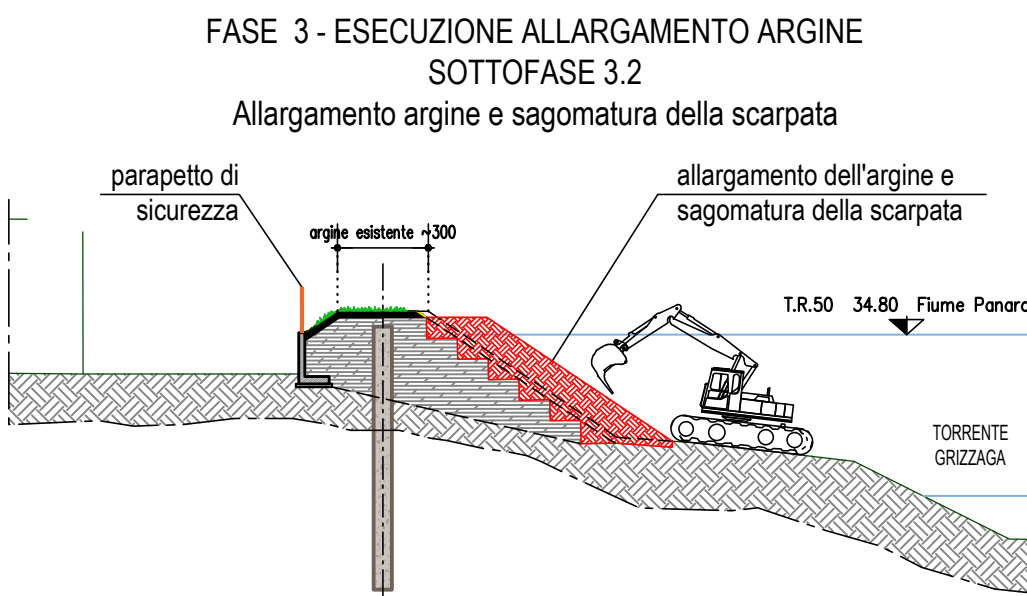 FASE 3 - ESECUZIONE ALLARGAMENTO ARGINE
SOTTOFASE 3.2
Allargamento argine e sagomatura della scarpata
parapetto di
sicurezza
allargamento dell'argine e
sagomatura della scarpata
argine esistente ~300
T.R.50 34.80 Fiume Panaro
TORRENTE
GRIZZAGA